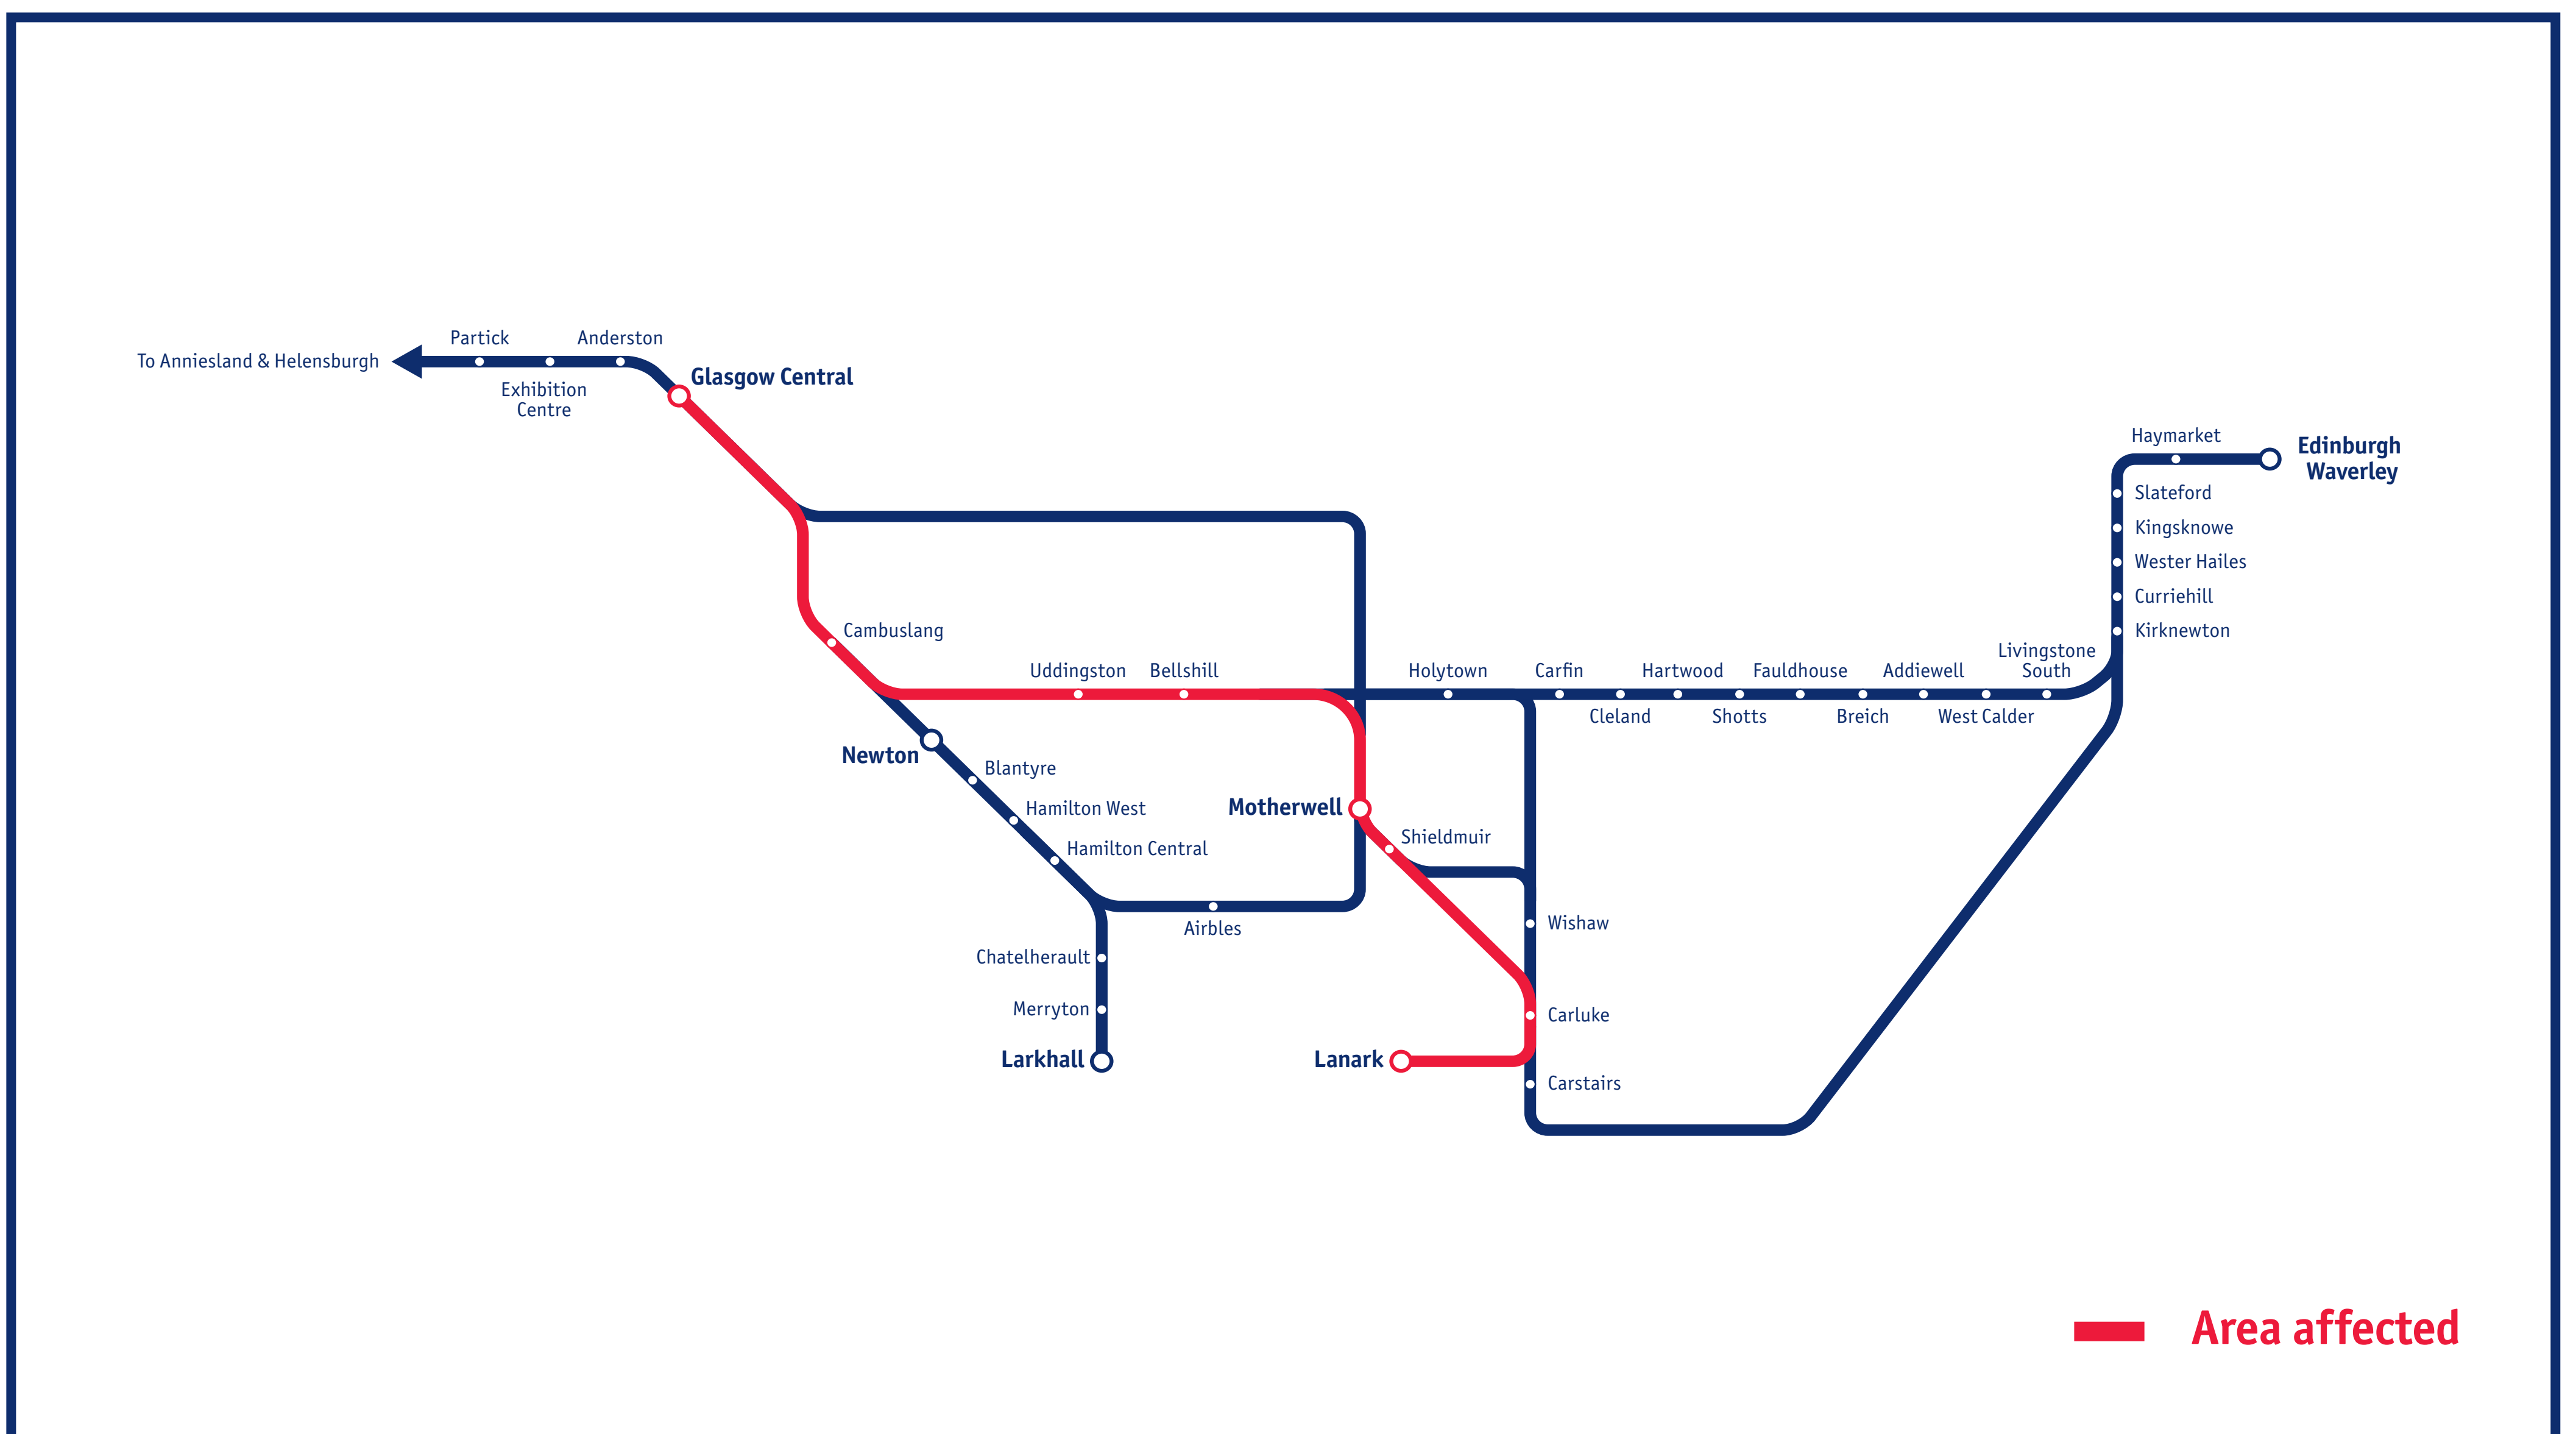 Partick
Anderston
To Anniesland & Helensburgh
Exhibition
Centre
Glasgow Central
Haymarket
Edinburgh
Waverley
Slateford
Kingsknowe
Wester Hailes
Curriehill
Kirknewton
Cambuslang
Uddingston
Bellshill
Holytown
Carfin
Hartwood
Fauldhouse
Addiewell
Livingstone
South
Cleland
Shotts
Breich
West Calder
Newton
Blantyre
Hamilton West
Hamilton Central
Motherwell
Shieldmuir
Airbles
Wishaw
Chatelherault
Merryton
Larkhall
Carluke
Lanark
Carstairs
Area affected